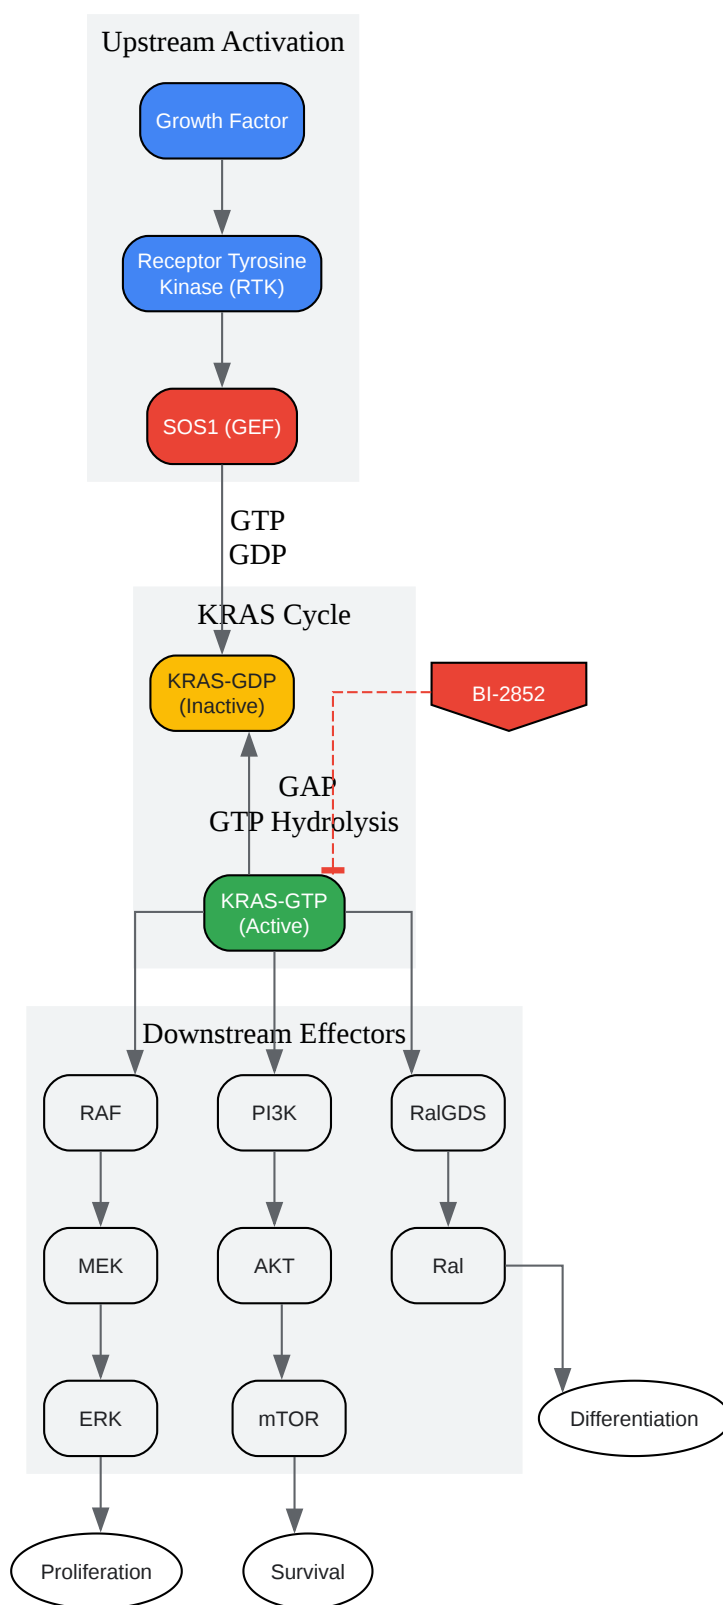 Upstream Activation
Growth Factor
Receptor Tyrosine
Kinase (RTK)
SOS1 (GEF)
GTP
GDP
KRAS Cycle
KRAS-GDP
(Inactive)
BI-2852
GAP
GTP Hydrolysis
KRAS-GTP
(Active)
Downstream Effectors
RAF
PI3K
RalGDS
MEK
AKT
Ral
ERK
mTOR
Differentiation
Proliferation
Survival